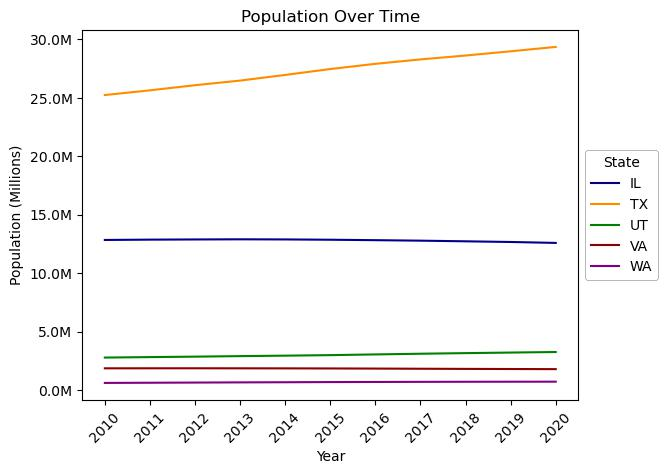 Population Over Time
Population (Millions)
30.0M
25.0M
20.0M
15.0M
10.0M
5.0M
0.0M
2010
2011
2012
2013
2014
2015
2016
2017
2018
2019
2020
Year
State
IL
TX
UT
VA
WA